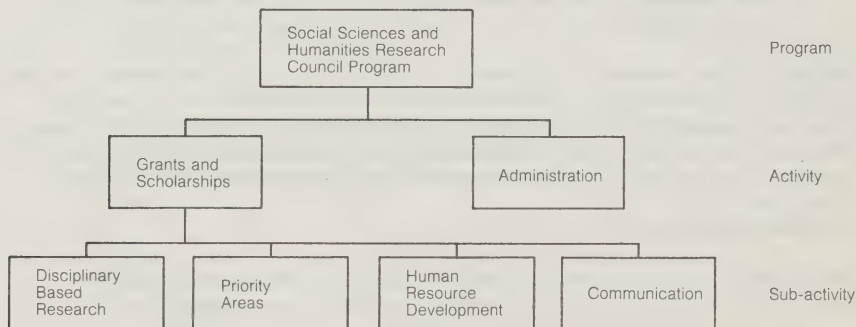 Social Sciences and
Humanities Research
Council Program
Program
Grants and
Scholarships
Administration
Activity
Disciplinary
Based
Research
Priority
Areas
Human
Resource
Development
Communication
Sub-activity